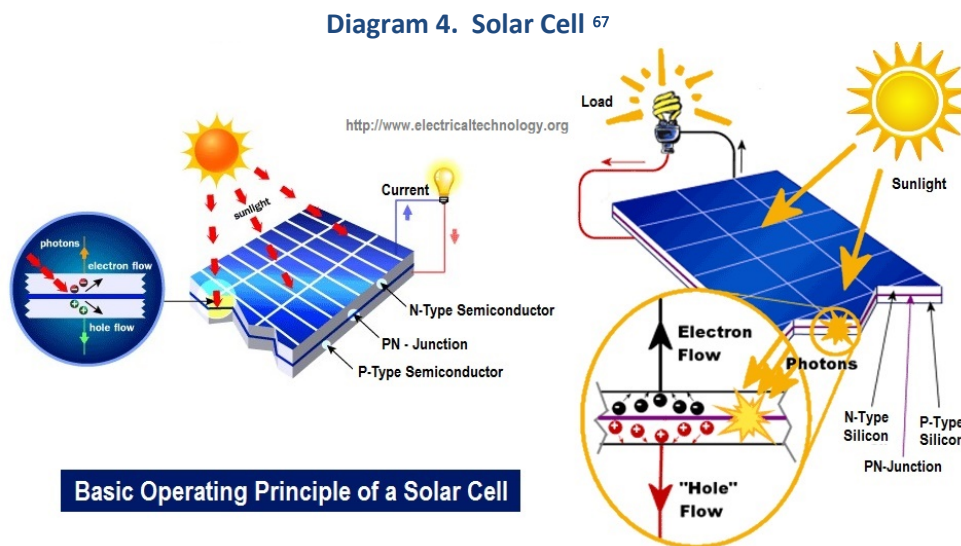 Diagram 4. Solar Cell 67
http://www.electricaltechnology.org
Current
sunlight
photons
electron flow
hole flow
N-Type Semiconductor
PN - Junction
P-Type Semiconductor
Basic Operating Principle of a Solar Cell
Load
Sunlight
Electron
Flow
Photons
"Hole"
Flow
N-Type
Silicon
P-Type
Silicon
PN-Junction